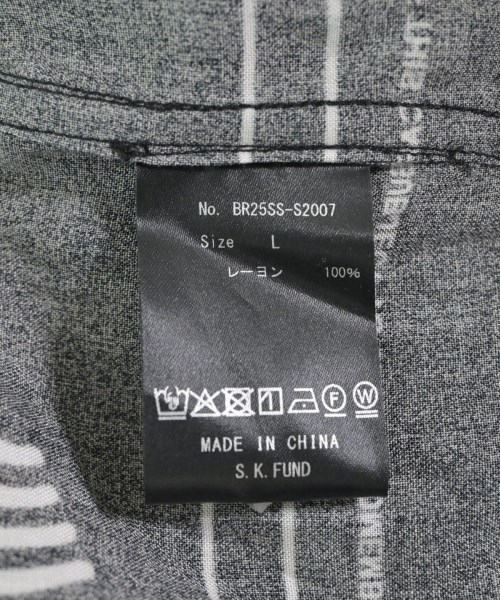 No. BR25SS-S2007
Size L
レーヨン 100%
MADE IN CHINA
S.K.FUND